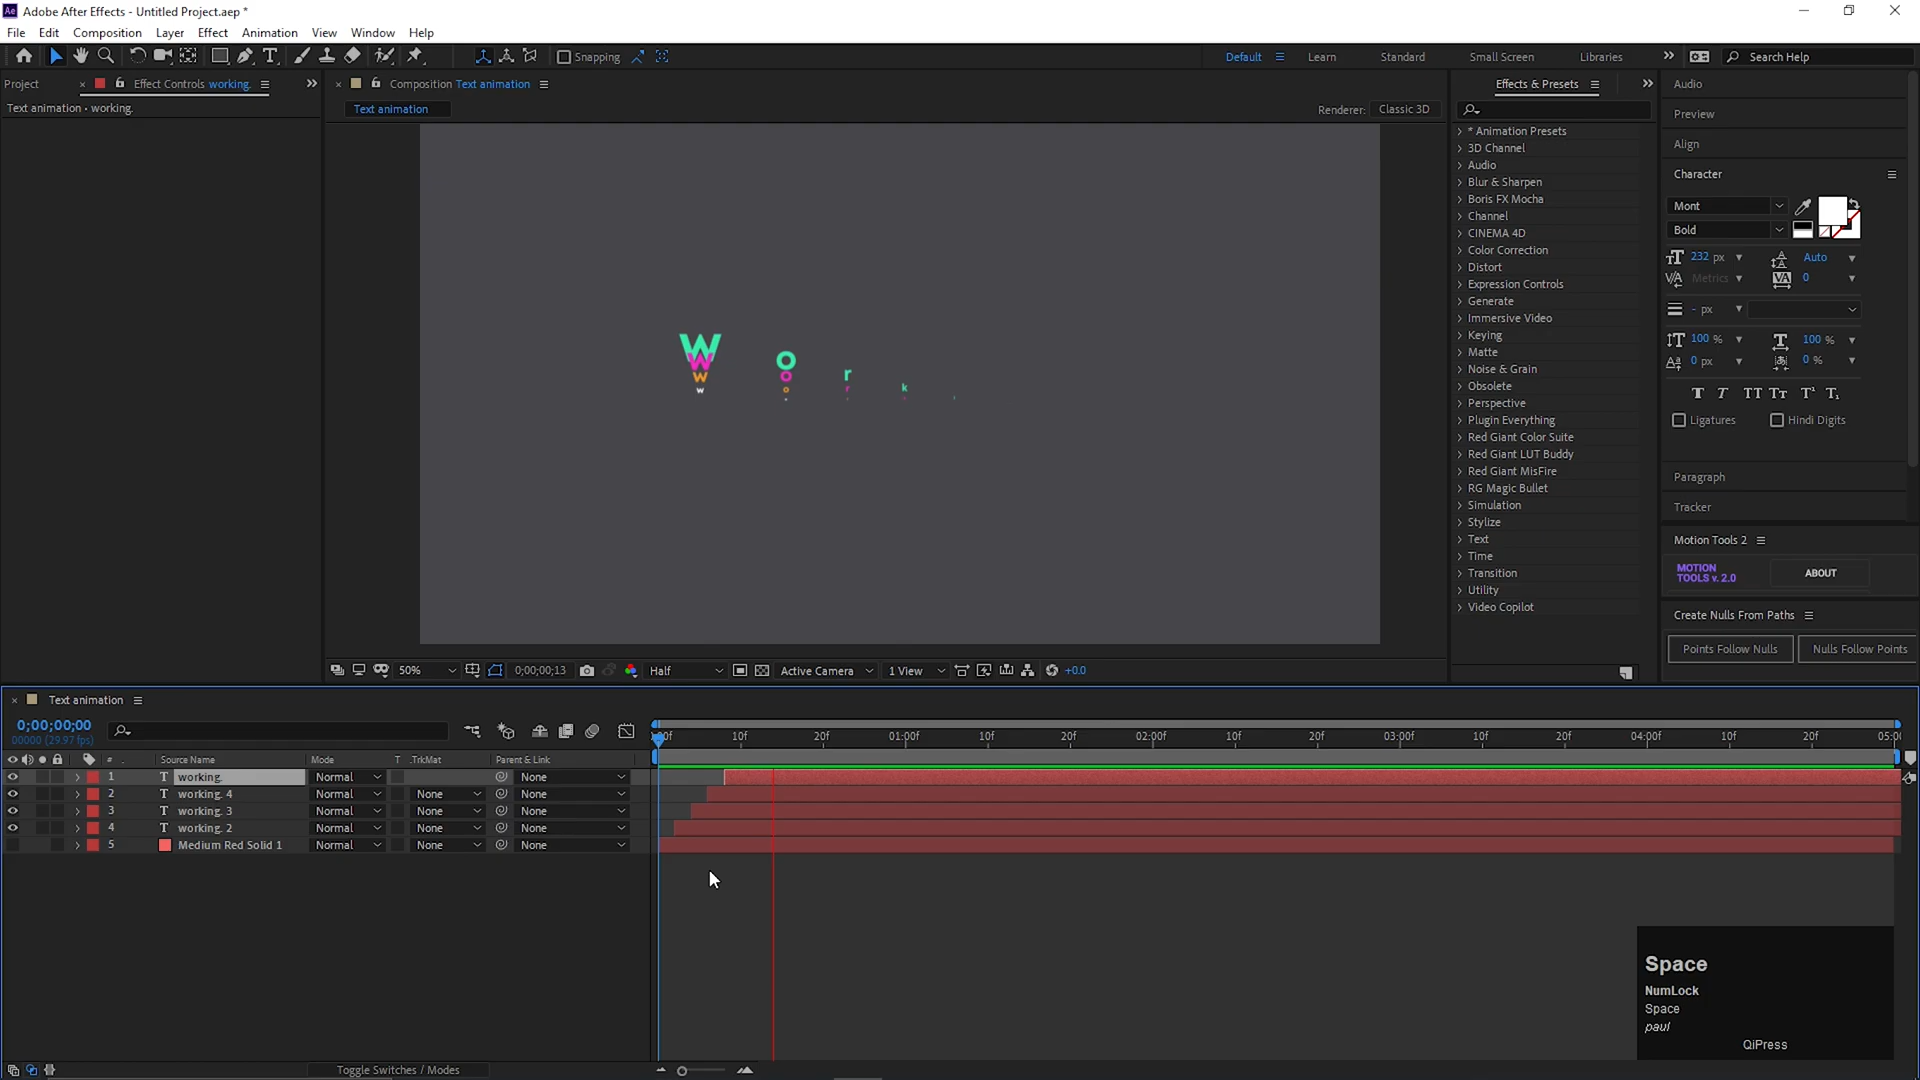 Adobe After Effects - Untitled Project.aep *
File Edit Composition Layer Effect Animation View Window Help
Snapping
Default Learn Standard Small Screen Libraries Search Help
Project Effect Controls working.
Text animation • working.
Composition Text animation
Text animation
Renderer: Classic 3D
W o r k
W o r
w o
w
50% 0;00;00;13 Half Active Camera 1 View +0.0
Effects & Presets
* Animation Presets
3D Channel
Audio
Blur & Sharpen
Boris FX Mocha
Channel
CINEMA 4D
Color Correction
Distort
Expression Controls
Generate
Immersive Video
Keying
Matte
Noise & Grain
Obsolete
Perspective
Plugin Everything
Red Giant Color Suite
Red Giant LUT Buddy
Red Giant MisFire
RG Magic Bullet
Simulation
Stylize
Text
Time
Transition
Utility
Video Copilot
Audio
Preview
Align
Character
Mont
Bold
232 px Auto
Metrics 0
- px
100 % 100 %
0 px 0 %
Ligatures Hindi Digits
Paragraph
Tracker
Motion Tools 2
MOTION
TOOLS v. 2.0
ABOUT
Create Nulls From Paths
Points Follow Nulls Nulls Follow Points
Text animation
0;00;00;00
00000 (29.97 fps)
10f 20f 01:00f 10f 20f 02:00f 10f 20f 03:00f 10f 20f 04:00f 10f 20f 05:0
# Source Name Mode T .TrkMat Parent & Link
1 T working. Normal None
2 T working. 4 Normal None None
3 T working. 3 Normal None None
4 T working. 2 Normal None None
5 Medium Red Solid 1 Normal None None
Toggle Switches / Modes
Space
NumLock
Space
paul
QiPress